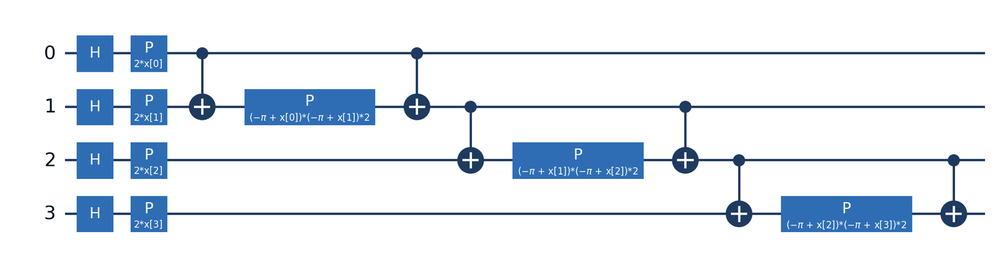 0
H
P
2*x[0]
1
H
P
2*x[1]
P
(−π + x[0])*(−π + x[1])*2
2
H
P
2*x[2]
P
(−π + x[1])*(−π + x[2])*2
3
H
P
2*x[3]
P
(−π + x[2])*(−π + x[3])*2